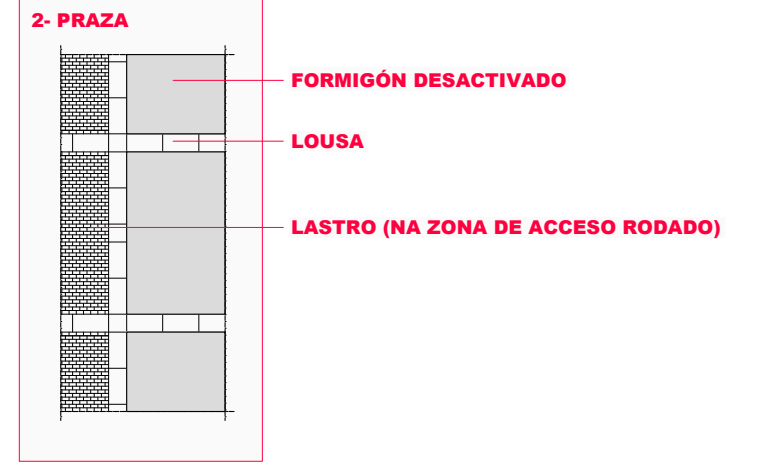 2- PRAZA
FORMIGÓN DESACTIVADO
LOUSA
LASTRO (NA ZONA DE ACCESO RODADO)